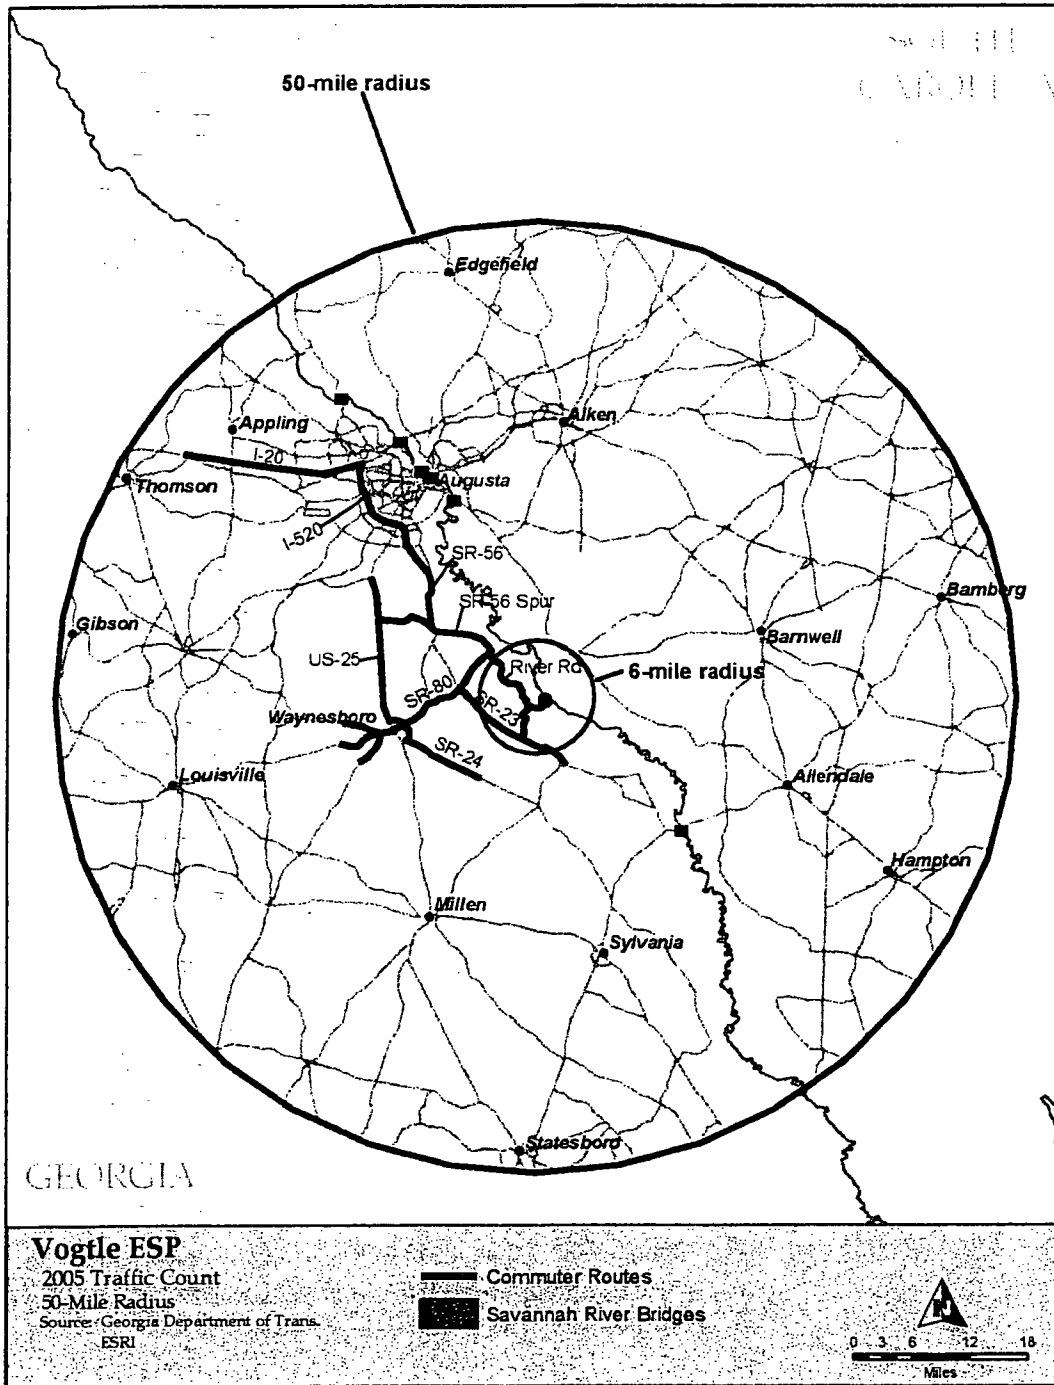 SOUTH
CAROLINA
50-mile radius
Edgefield
Aiken
Appling
I-20
Thomson
Augusta
I-520
SR-56
SR-56 Spur
Bamberg
Gibson
Barnwell
US-25
River Rd
6-mile radius
SR-80
SR-23
Waynesboro
SR-24
Louisville
Allendale
Hampton
Millen
Sylvania
Statesboro
GEORGIA
Vogtle ESP
2005 Traffic Count
50-Mile Radius
Source: Georgia Department of Trans.
ESRI
Commuter Routes
Savannah River Bridges
N
0 3 6 12 18
Miles